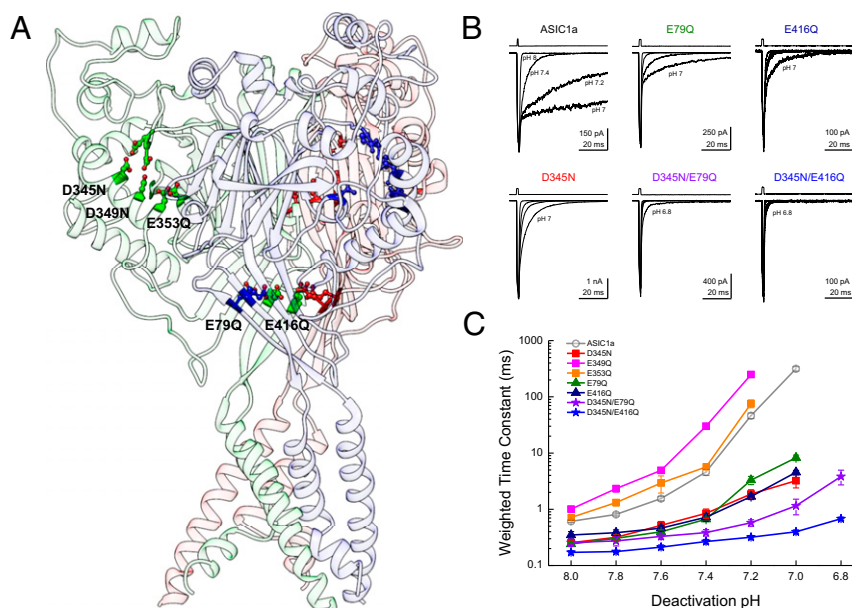 A
D345N
D349N
E353Q
E79Q
E416Q
B
ASIC1a
E79Q
E416Q
pH 8
pH 7.4
pH 7.2
pH 7
150 pA
20 ms
pH 7
250 pA
20 ms
pH 7
100 pA
20 ms
D345N
D345N/E79Q
D345N/E416Q
pH 7
1 nA
20 ms
pH 6.8
400 pA
20 ms
pH 6.8
100 pA
20 ms
C
Weighted Time Constant (ms)
1000
100
10
1
0.1
ASIC1a
D345N
E349Q
E353Q
E79Q
E416Q
D345N/E79Q
D345N/E416Q
8.0 7.8 7.6 7.4 7.2 7.0 6.8
Deactivation pH